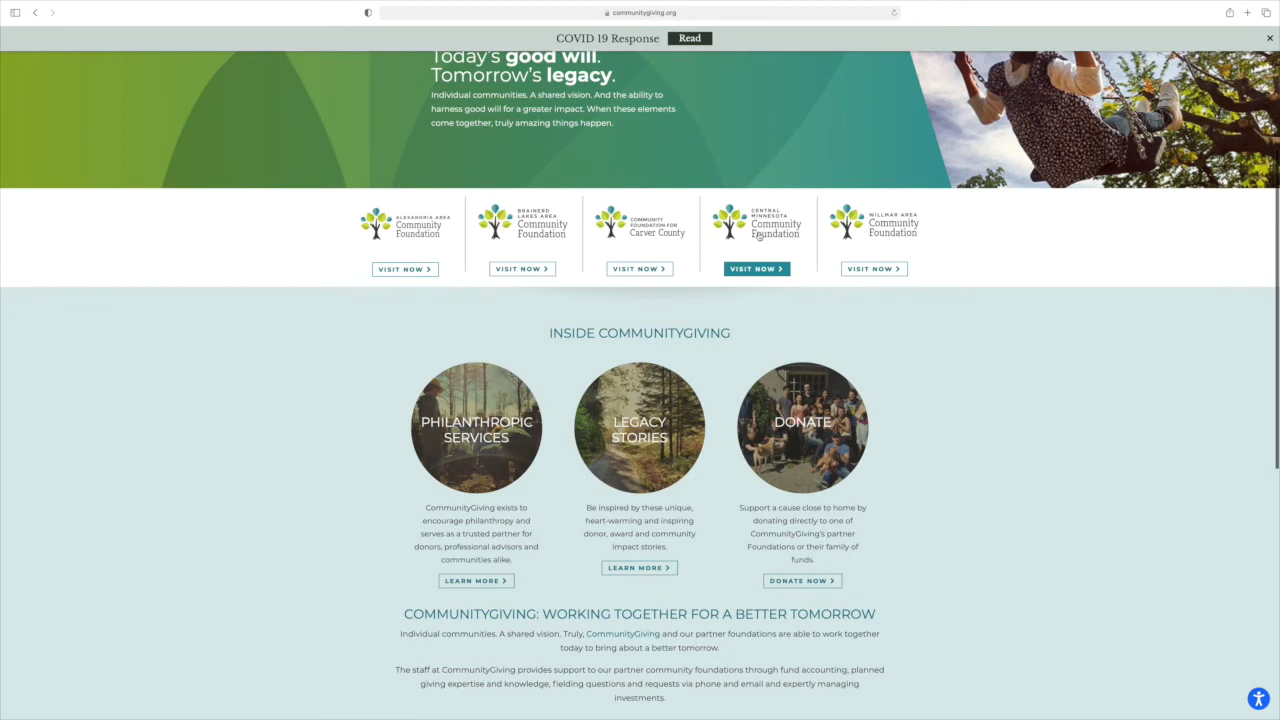 communitygiving.org
COVID 19 Response Read
Today's good will.
Tomorrow's legacy.
Individual communities. A shared vision. And the ability to
harness good will for a greater impact. When these elements
come together, truly amazing things happen.
ALEXANDRIA AREA
Community
Foundation
VISIT NOW
BRAINERD
LAKES AREA
Community
Foundation
VISIT NOW
COMMUNITY
FOUNDATION FOR
Carver County
VISIT NOW
CENTRAL
MINNESOTA
Community
Foundation
VISIT NOW
WILLMAR AREA
Community
Foundation
VISIT NOW
INSIDE COMMUNITYGIVING
PHILANTHROPIC
SERVICES
CommunityGiving exists to
encourage philanthropy and
serves as a trusted partner for
donors, professional advisors and
communities alike.
LEARN MORE
LEGACY
STORIES
Be inspired by these unique,
heart-warming and inspiring
donor, award and community
impact stories.
LEARN MORE
DONATE
Support a cause close to home by
donating directly to one of
CommunityGiving's partner
Foundations or their family of
funds.
DONATE NOW
COMMUNITYGIVING: WORKING TOGETHER FOR A BETTER TOMORROW
Individual communities. A shared vision. Truly, CommunityGiving and our partner foundations are able to work together
today to bring about a better tomorrow.
The staff at CommunityGiving provides support to our partner community foundations through fund accounting, planned
giving expertise and knowledge, fielding questions and requests via phone and email and expertly managing
investments.